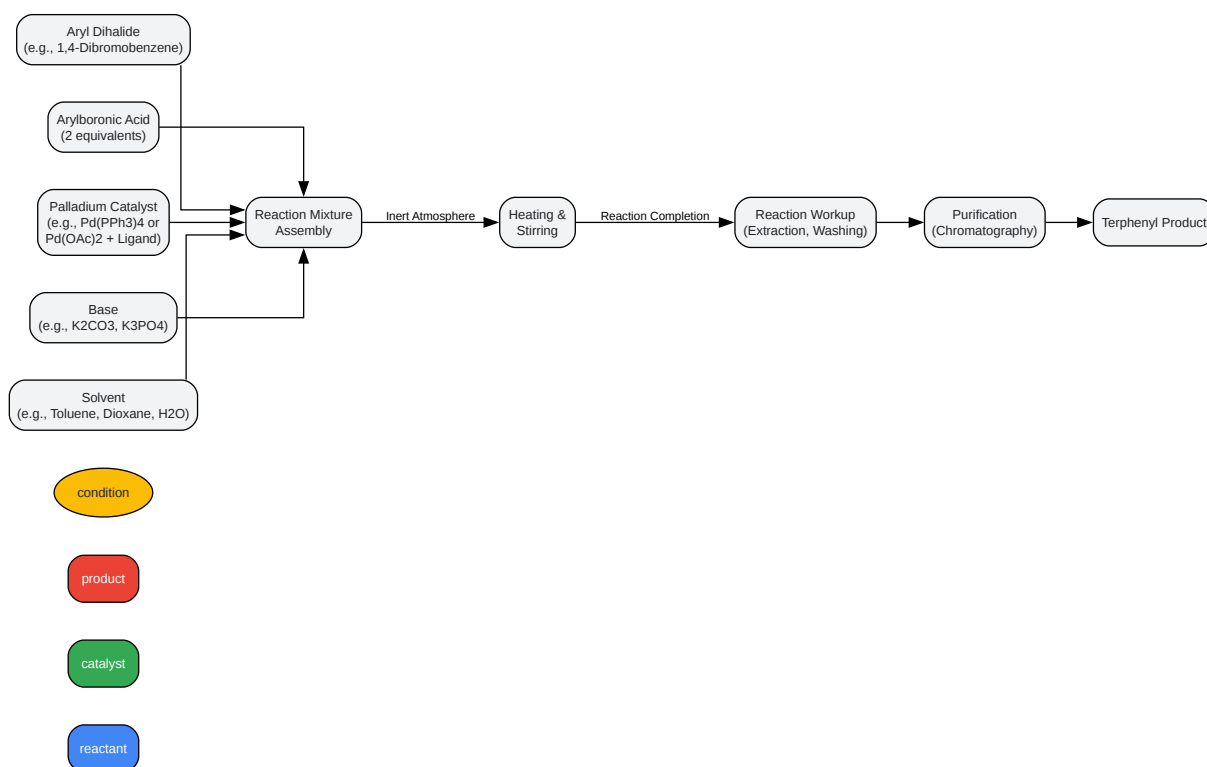 Aryl Dihalide
(e.g., 1,4-Dibromobenzene)
Arylboronic Acid
(2 equivalents)
Palladium Catalyst
(e.g., Pd(PPh3)4 or
Pd(OAc)2 + Ligand)
Base
(e.g., K2CO3, K3PO4)
Solvent
(e.g., Toluene, Dioxane, H2O)
Reaction Mixture
Assembly
Inert Atmosphere
Heating &
Stirring
Reaction Completion
Reaction Workup
(Extraction, Washing)
Purification
(Chromatography)
Terphenyl Product
condition
product
catalyst
reactant